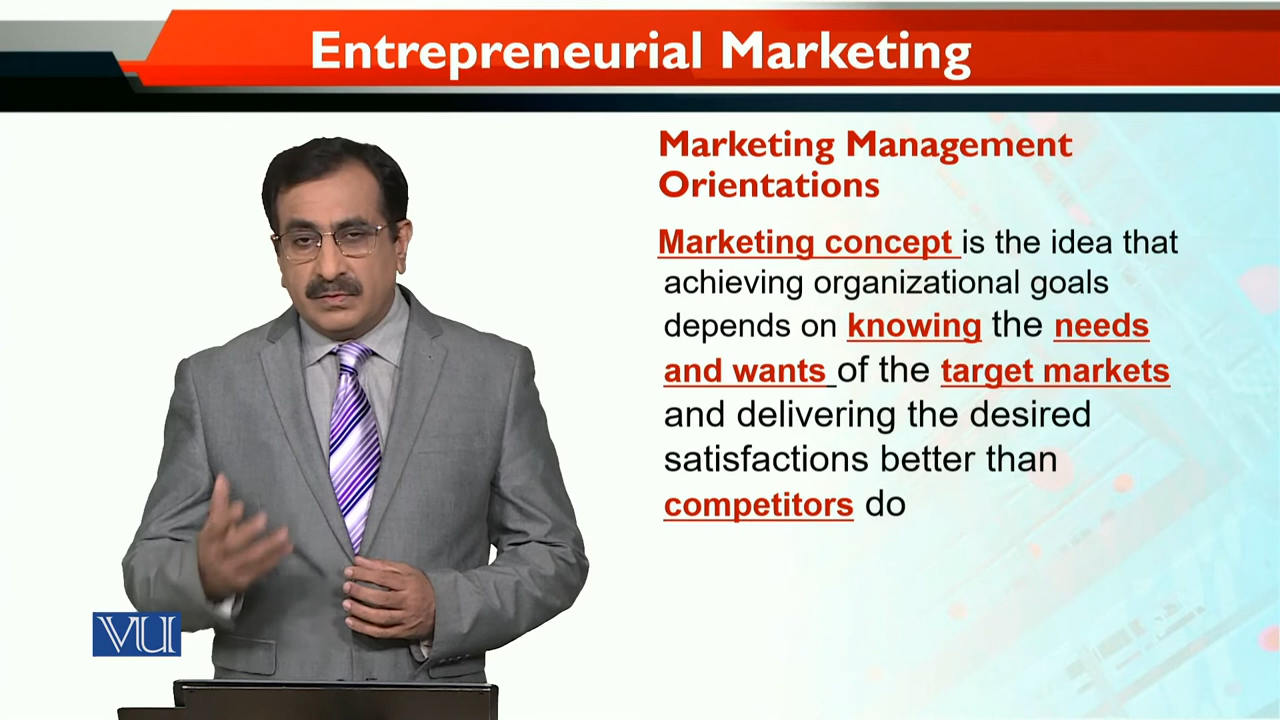 Entrepreneurial Marketing
Marketing Management
Orientations
Marketing concept is the idea that
achieving organizational goals
depends on knowing the needs
and wants of the target markets
and delivering the desired
satisfactions better than
competitors do
VU